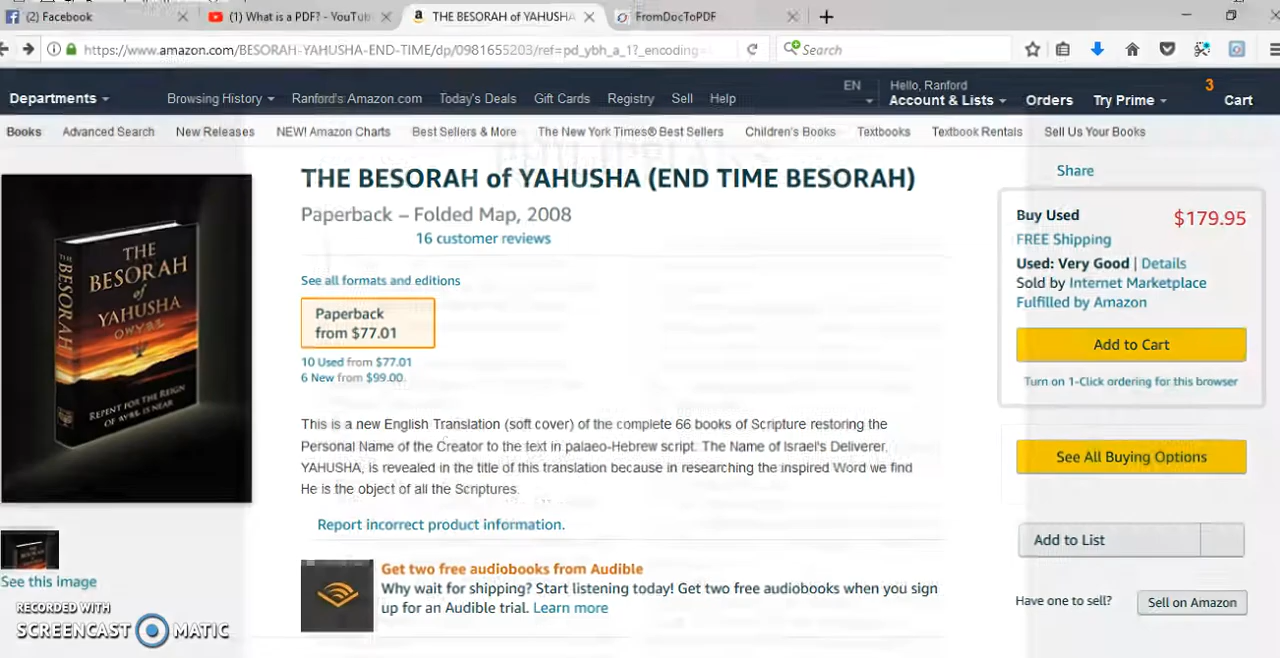 (2) Facebook
(1) What is a PDF? - YouTub
THE BESORAH of YAHUSHA
FromDocToPDF
https://www.amazon.com/BESORAH-YAHUSHA-END-TIME/dp/0981655203/ref=pd_ybh_a_1?_encoding=
Search
Departments
Browsing History
Ranford's Amazon.com
Today's Deals
Gift Cards
Registry
Sell
Help
EN
Hello, Ranford
Account & Lists
Orders
Try Prime
3
Cart
Books
Advanced Search
New Releases
NEW! Amazon Charts
Best Sellers & More
The New York Times® Best Sellers
Children's Books
Textbooks
Textbook Rentals
Sell Us Your Books
THE BESORAH of YAHUSHA (END TIME BESORAH)
Paperback – Folded Map, 2008
16 customer reviews
See all formats and editions
Paperback
from $77.01
10 Used from $77.01
6 New from $99.00
This is a new English Translation (soft cover) of the complete 66 books of Scripture restoring the
Personal Name of the Creator to the text in palaeo-Hebrew script. The Name of Israel's Deliverer,
YAHUSHA, is revealed in the title of this translation because in researching the inspired Word we find
He is the object of all the Scriptures.
Report incorrect product information.
Get two free audiobooks from Audible
Why wait for shipping? Start listening today! Get two free audiobooks when you sign
up for an Audible trial. Learn more
Share
Buy Used
$179.95
FREE Shipping
Used: Very Good | Details
Sold by Internet Marketplace
Fulfilled by Amazon
Add to Cart
Turn on 1-Click ordering for this browser
See All Buying Options
Add to List
Have one to sell?
Sell on Amazon
THE
BESORAH
of
YAHUSHA
REPENT FOR THE REIGN
IS NEAR
THE BESORAH
See this image
RECORDED WITH
SCREENCAST MATIC